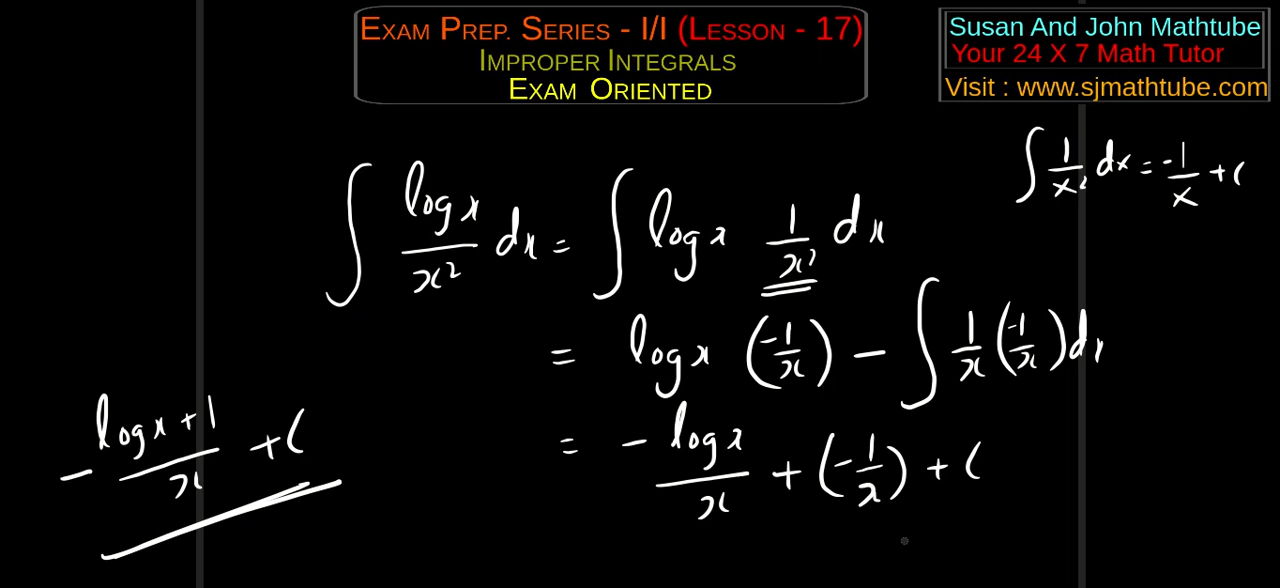 EXAM PREP. SERIES - I/I (LESSON - 17)
IMPROPER INTEGRALS
EXAM ORIENTED
Susan And John Mathtube
Your 24 X 7 Math Tutor
Visit : www.sjmathtube.com
∫ 1/x² dx = -1/x + C
∫ log x / x² dx = ∫ log x 1/x² dx
= log x (-1/x) - ∫ 1/x (-1/x) dx
= - log x / x + (-1/x) + C
- (log x + 1)/x + C